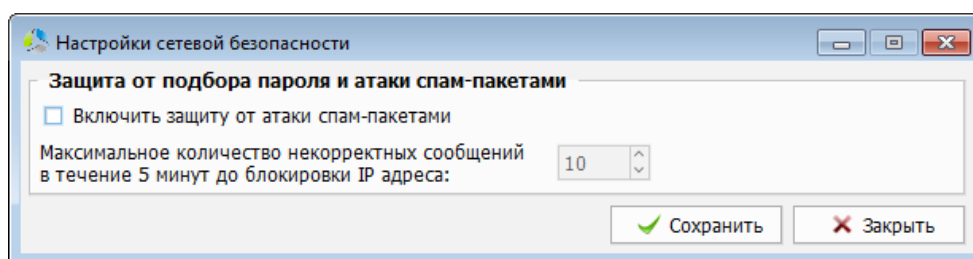 Настройки сетевой безопасности
Защита от подбора пароля и атаки спам-пакетами
Включить защиту от атаки спам-пакетами
Максимальное количество некорректных сообщений
в течение 5 минут до блокировки IP адреса:
10
Сохранить
Закрыть